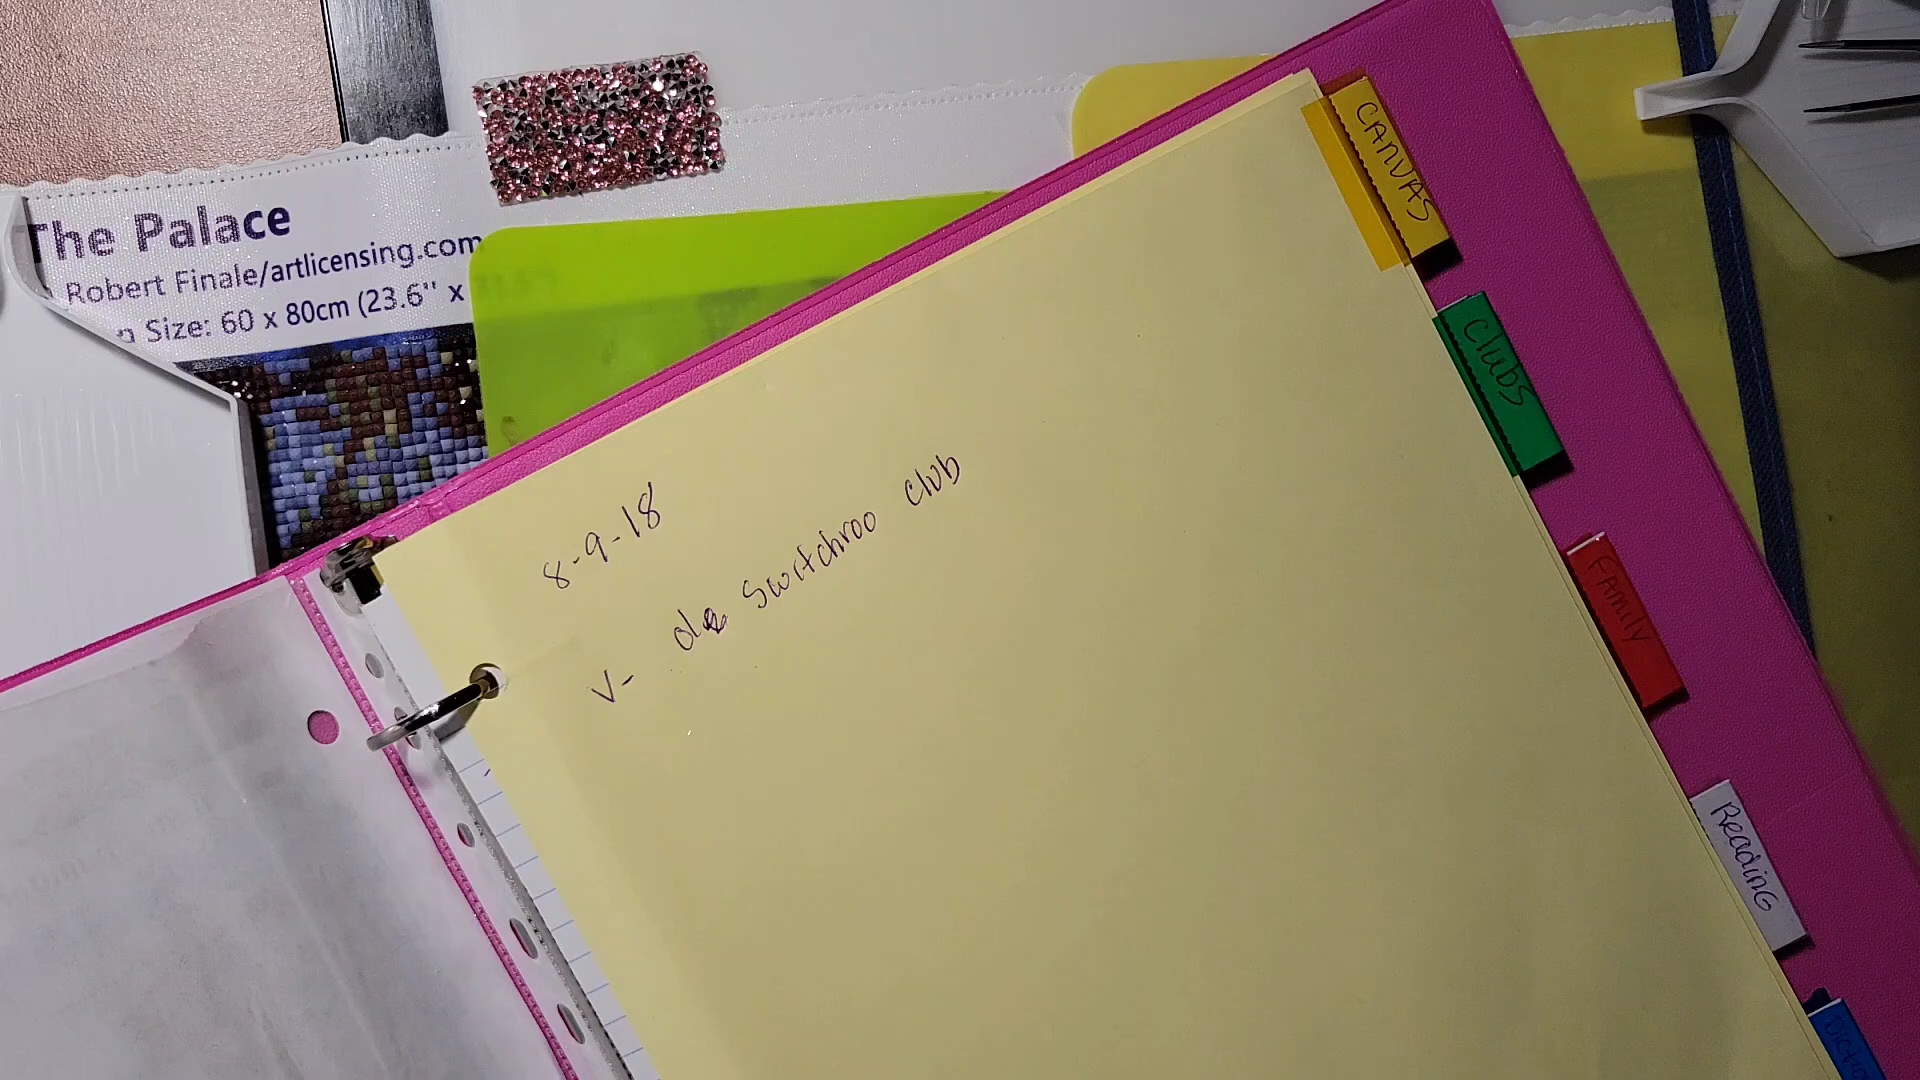 The Palace
Robert Finale/artlicensing.com
Size: 60 x 80cm (23.6'' x
8-9-18
V- Switchroo Club
CANVAS
Clubs
FAMILY
ReadinG